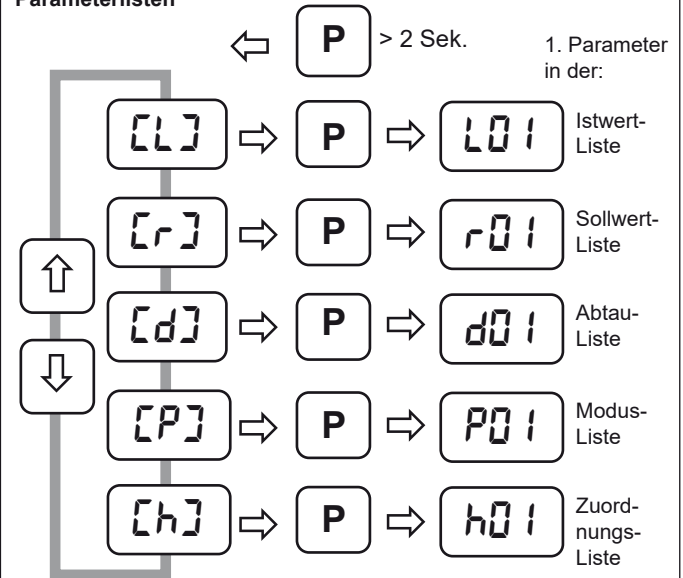 Parameterlisten
P > 2 Sek.
1. Parameter
in der:
[L] P L01 Istwert-
Liste
[r] P r01 Sollwert-
Liste
[d] P d01 Abtau-
Liste
[P] P P01 Modus-
Liste
[h] P h01 Zuord-
nungs-
Liste